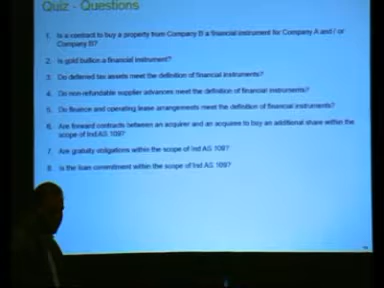 Quiz - Questions
1. Is a contract to buy a property from Company B a financial instrument for Company A and / or
Company B?
2. Is gold bullion a financial instrument?
3. Do deferred tax assets meet the definition of financial instruments?
4. Do non-refundable supplier advances meet the definition of financial instruments?
5. Do finance and operating lease arrangements meet the definition of financial instruments?
6. Are forward contracts between an acquirer and an acquiree to buy an additional share within the
scope of Ind AS 109?
7. Are gratuity obligations within the scope of Ind AS 109?
8. Is the loan commitment within the scope of Ind AS 109?